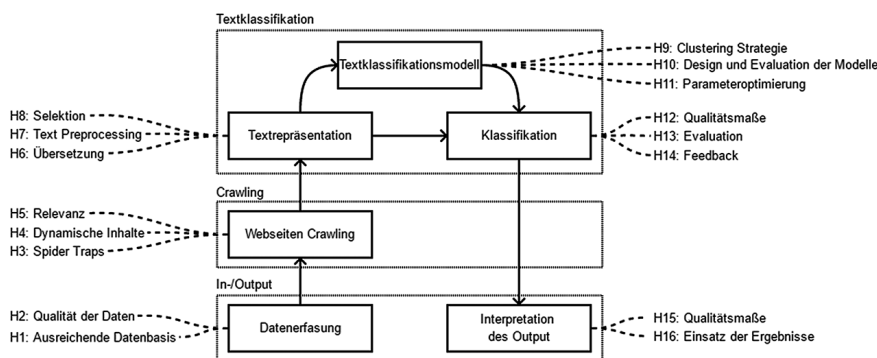 Textklassifikation
Textklassifikationsmodell
H9: Clustering Strategie
H10: Design und Evaluation der Modelle
H11: Parameteroptimierung
H8: Selektion
H7: Text Preprocessing
H6: Übersetzung
Textrepräsentation
Klassifikation
H12: Qualitätsmaße
H13: Evaluation
H14: Feedback
Crawling
H5: Relevanz
H4: Dynamische Inhalte
H3: Spider Traps
Webseiten Crawling
In-/Output
H2: Qualität der Daten
H1: Ausreichende Datenbasis
Datenerfasung
Interpretation
des Output
H15: Qualitätsmaße
H16: Einsatz der Ergebnisse